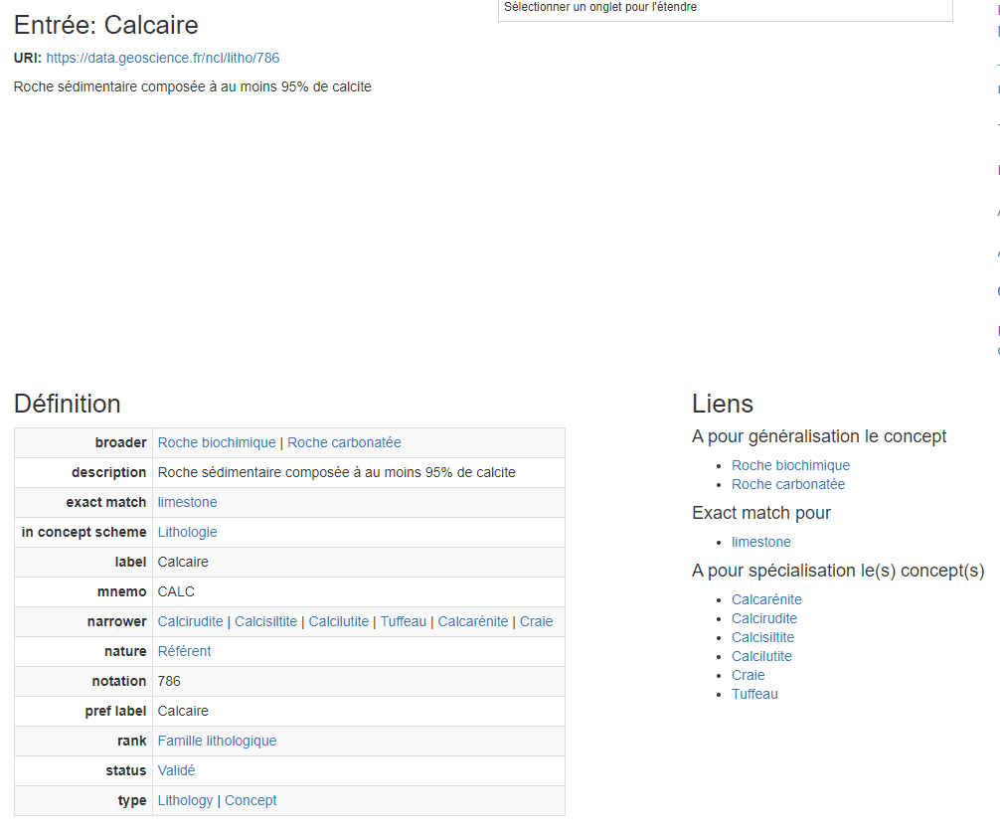 Sélectionner un onglet pour l'étendre
Entrée: Calcaire
URI: https://data.geoscience.fr/ncl/litho/786
Roche sédimentaire composée à au moins 95% de calcite
Définition
broader Roche biochimique | Roche carbonatée
description Roche sédimentaire composée à au moins 95% de calcite
exact match limestone
in concept scheme Lithologie
label Calcaire
mnemo CALC
narrower Calcirudite | Calcisiltite | Calcilutite | Tuffeau | Calcarénite | Craie
nature Référent
notation 786
pref label Calcaire
rank Famille lithologique
status Validé
type Lithology | Concept
Liens
A pour généralisation le concept
Roche biochimique
Roche carbonatée
Exact match pour
limestone
A pour spécialisation le(s) concept(s)
Calcarénite
Calcirudite
Calcisiltite
Calcilutite
Craie
Tuffeau